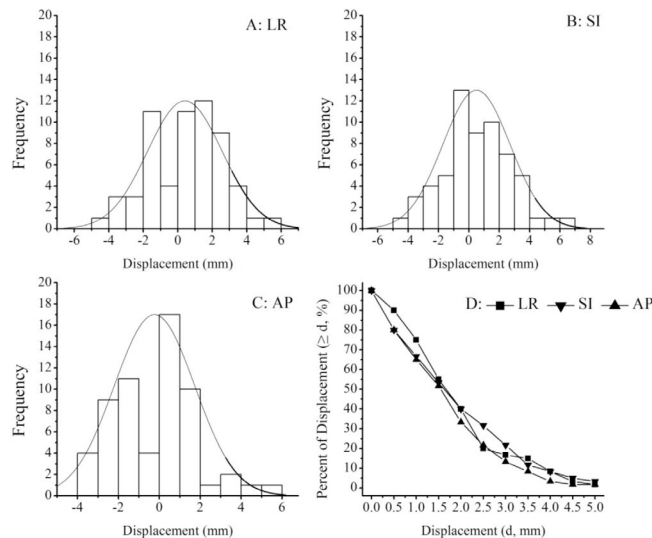 A: LR
20
18
16
14
12
10
8
6
4
2
0
Frequency
-6 -4 -2 0 2 4 6
Displacement (mm)
B: SI
20
18
16
14
12
10
8
6
4
2
0
Frequency
-6 -4 -2 0 2 4 6 8
Displacement (mm)
C: AP
20
18
16
14
12
10
8
6
4
2
0
Frequency
-4 -2 0 2 4 6
Displacement (mm)
D: LR SI AP
100
90
80
70
60
50
40
30
20
10
0
Percent of Displacement (≥ d, %)
0.0 0.5 1.0 1.5 2.0 2.5 3.0 3.5 4.0 4.5 5.0
Displacement (d, mm)